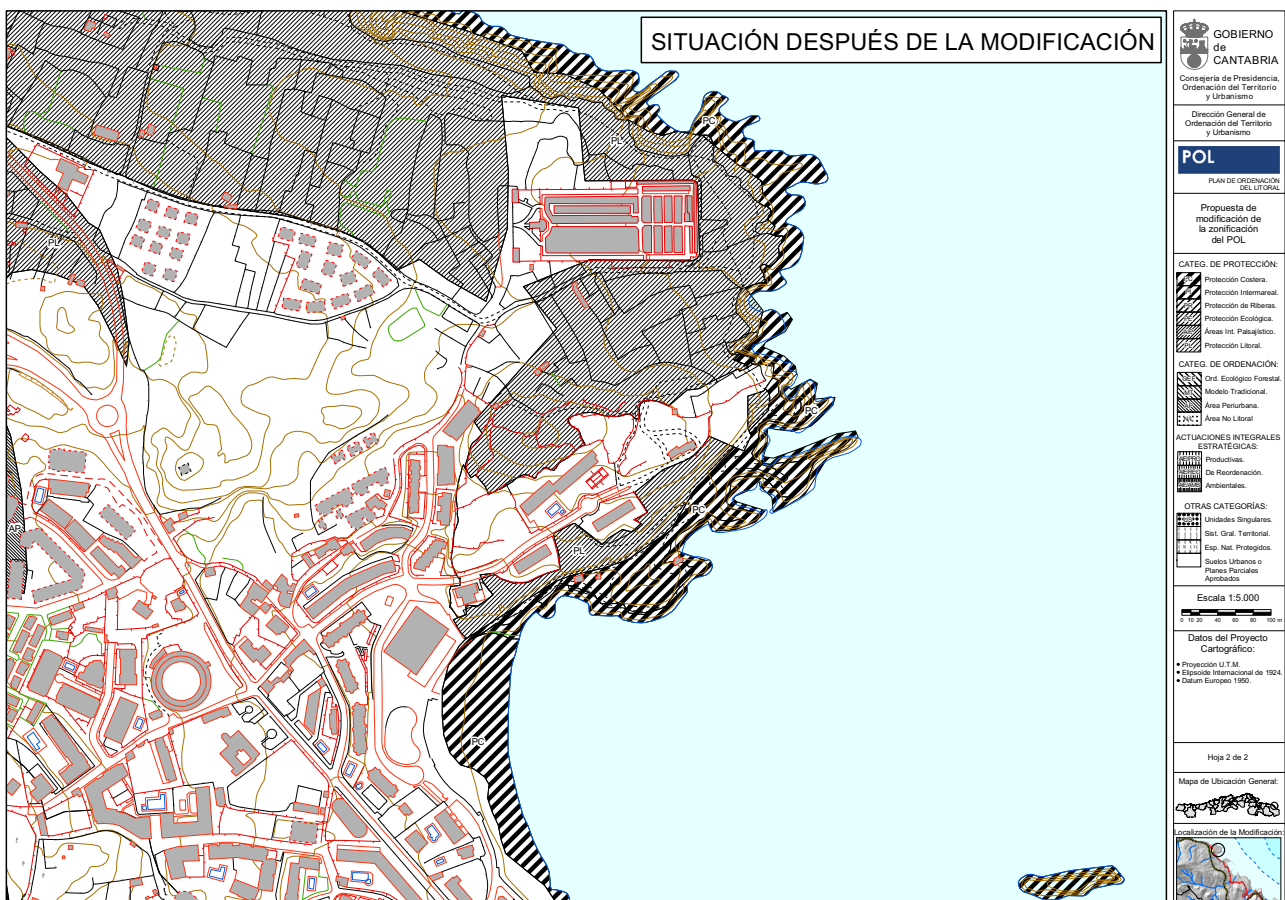 SITUACIÓN DESPUÉS DE LA MODIFICACIÓN
PC
PL
PL
PC
PC
AP
PL
PC
GOBIERNO
de
CANTABRIA
Consejería de Presidencia,
Ordenación del Territorio
y Urbanismo
Dirección General de
Ordenación del Territorio
y Urbanismo
POL
PLAN DE ORDENACIÓN
DEL LITORAL
Propuesta de
modificación de
la zonificación
del POL
CATEG. DE PROTECCIÓN:
Protección Costera.
Protección Intermareal.
Protección de Riberas.
Protección Ecológica.
Áreas Int. Paisajístico.
Protección Litoral.
CATEG. DE ORDENACIÓN:
Ord. Ecológico Forestal.
Modelo Tradicional.
Área Periurbana.
Área No Litoral
ACTUACIONES INTEGRALES
ESTRATÉGICAS:
Productivas.
De Reordenación.
Ambientales.
OTRAS CATEGORÍAS:
Unidades Singulares.
Sist. Gral. Territorial.
Esp. Nat. Protegidos.
Suelos Urbanos o
Planes Parciales
Aprobados
Escala 1:5.000
0 10 20 40 60 80 100 m
Datos del Proyecto
Cartográfico:
• Proyección U.T.M.
• Elipsoide Internacional de 1924.
• Datum Europeo 1950.
Hoja 2 de 2
Mapa de Ubicación General:
Localización de la Modificación: